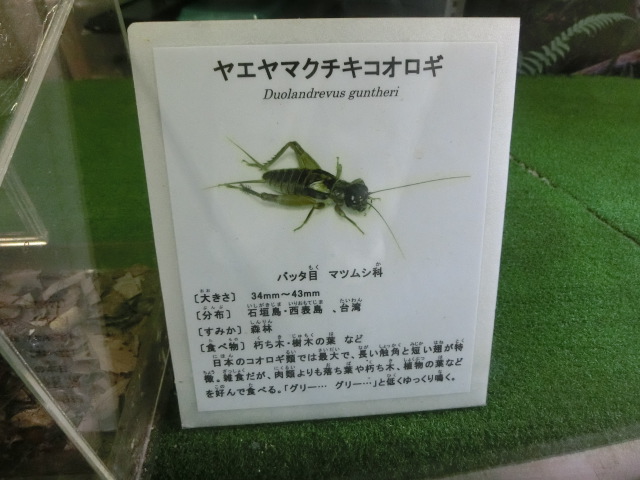 ヤエヤマクチキコオロギ
Duolandrevus guntheri
バッタ目 マツムシ科
[大きさ] 34mm～43mm
[分布] 石垣島・西表島 、台湾
[すみか] 森林
[食べ物] 朽ち木・樹木の葉 など
日本のコオロギ類では最大で、長い触角と短い翅が特
徴。雑食だが、肉類よりも落ち葉や朽ち木、植物の葉など
を好んで食べる。「グリー… グリー…」と低くゆっくり鳴く。